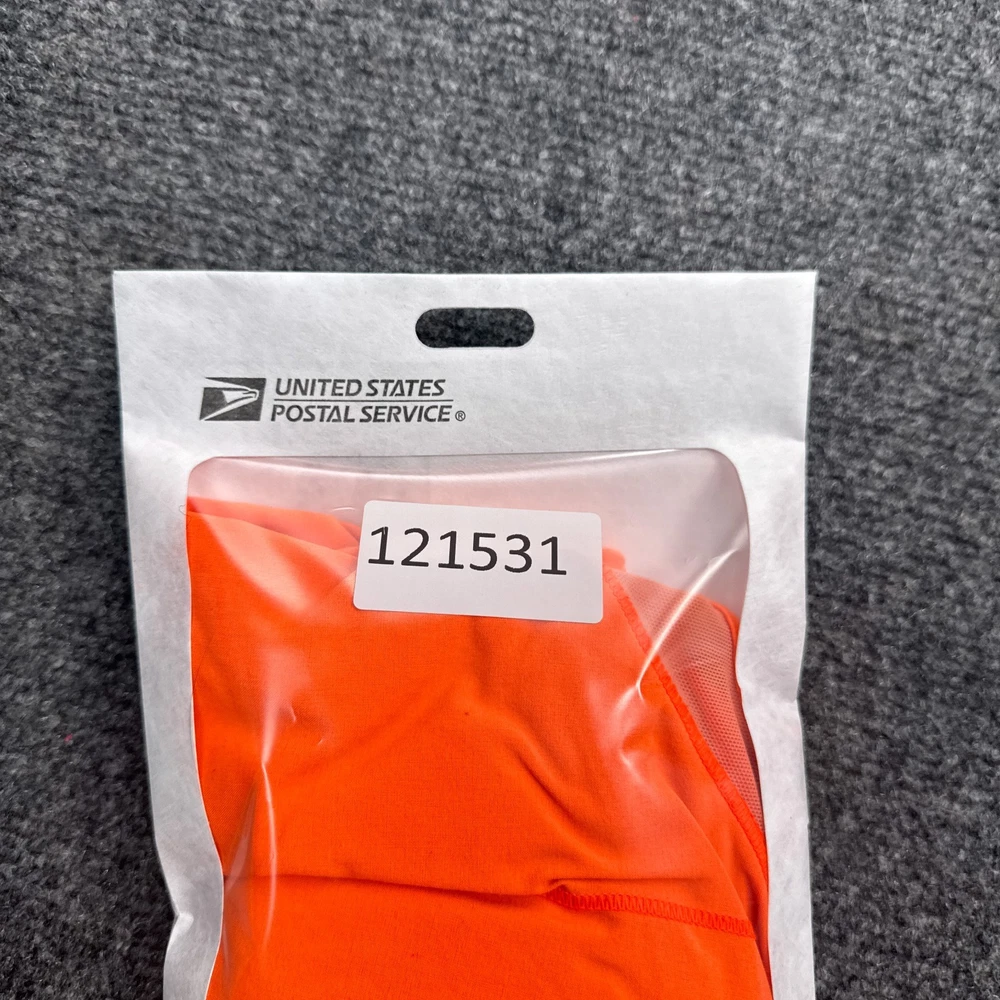 UNITED STATES
POSTAL SERVICE®
121531